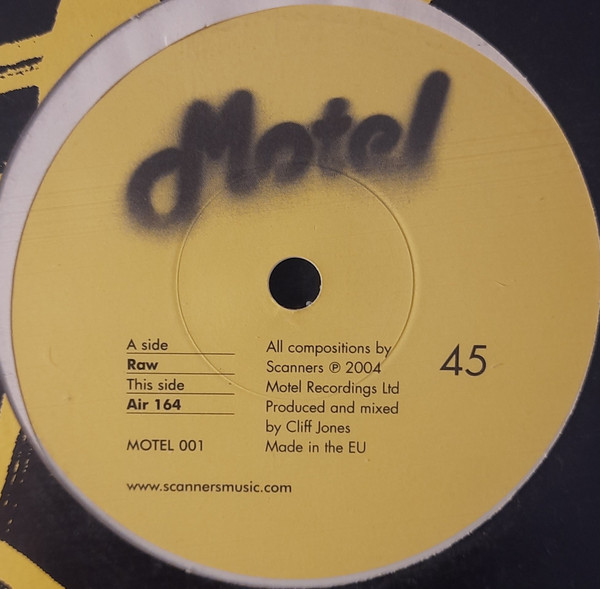 Motel
A side
Raw
This side
Air 164
MOTEL 001
All compositions by
Scanners ℗ 2004
Motel Recordings Ltd
Produced and mixed
by Cliff Jones
Made in the EU
45
www.scannersmusic.com